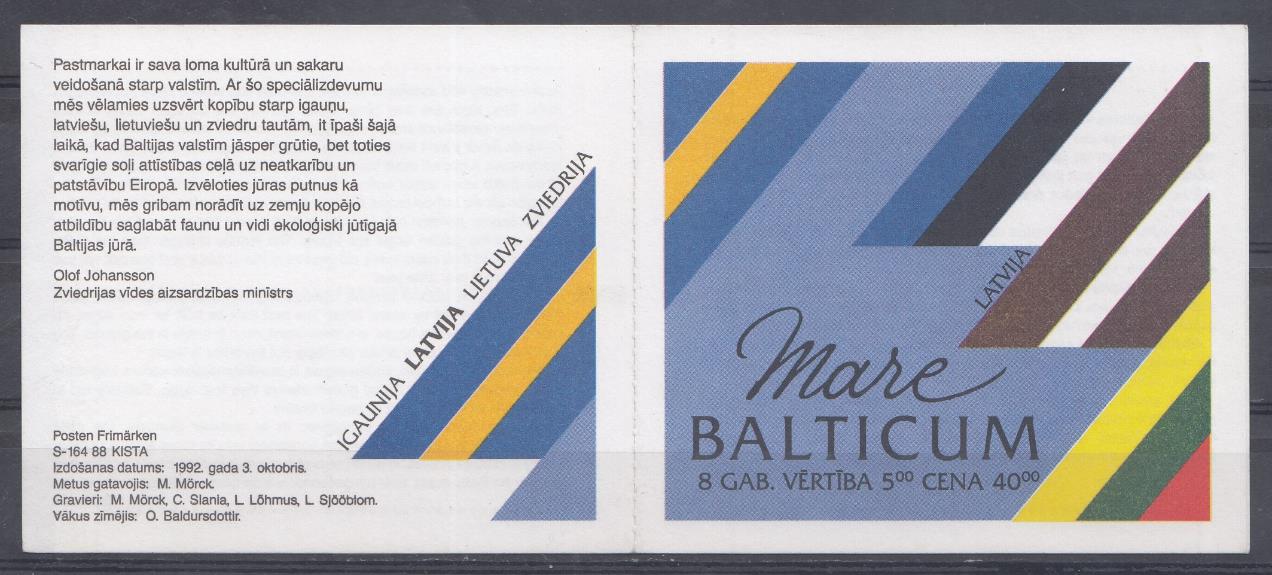 Pastmarkai ir sava loma kultūrā un sakaru
veidošanā starp valstīm. Ar šo speciālizdevumu
mēs vēlamies uzsvērt kopību starp igauņu,
latviešu, lietuviešu un zviedru tautām, it īpaši šajā
laikā, kad Baltijas valstīm jāsper grūtie, bet toties
svarīgie soļi attīstības ceļā uz neatkarību un
patstāvību Eiropā. Izvēloties jūras putnus kā
motīvu, mēs gribam norādīt uz zemju kopējo
atbildību saglabāt faunu un vidi ekoloģiski jūtīgajā
Baltijas jūrā.
Olof Johansson
Zviedrijas vīdes aizsardzības minīstrs
IGAUNIJA LATVIJA LIETUVA ZVIEDRIJA
Posten Frimärken
S-164 88 KISTA
Izdošanas datums: 1992. gada 3. oktobris.
Metus gatavojis: M. Mörck.
Gravieri: M. Mörck, C. Slania, L. Lõhmus, L. Sjööblom.
Vākus zīmējis: O. Baldursdottir.
LATVIJA
Mare
BALTICUM
8 GAB. VĒRTĪBA 5⁰⁰ CENA 40⁰⁰